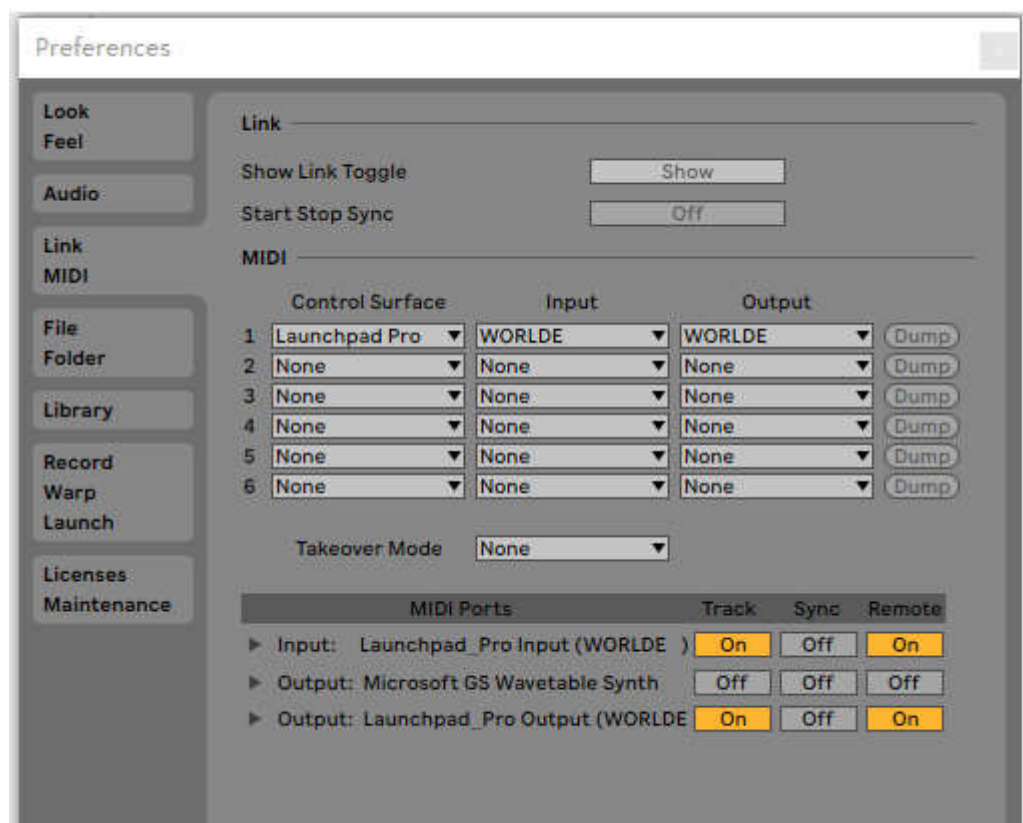 Preferences
Look
Feel
Audio
Link
MIDI
File
Folder
Library
Record
Warp
Launch
Licenses
Maintenance
Link
Show Link Toggle Show
Start Stop Sync Off
MIDI
Control Surface Input Output
1 Launchpad Pro WORLDE WORLDE Dump
2 None None None Dump
3 None None None Dump
4 None None None Dump
5 None None None Dump
6 None None None Dump
Takeover Mode None
MIDI Ports Track Sync Remote
Input: Launchpad_Pro Input (WORLDE ) On Off On
Output: Microsoft GS Wavetable Synth Off Off Off
Output: Launchpad_Pro Output (WORLDE On Off On